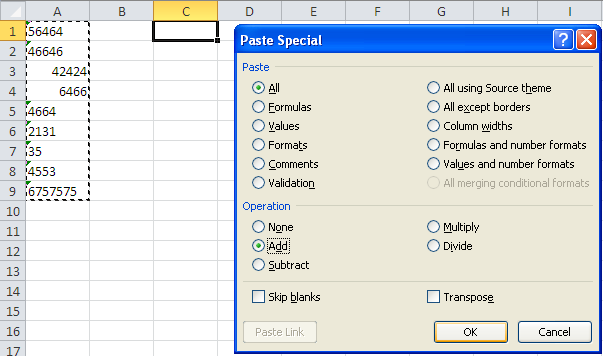 A B C D E F G H I
Paste Special
1 56464
2 46646
3 42424
4 6466
5 4664
6 2131
7 35
8 4553
9 6757575
10
11
12
13
14
15
16
17
Paste
All All using Source theme
Formulas All except borders
Values Column widths
Formats Formulas and number formats
Comments Values and number formats
Validation All merging conditional formats
Operation
None Multiply
Add Divide
Subtract
Skip blanks Transpose
Paste Link OK Cancel